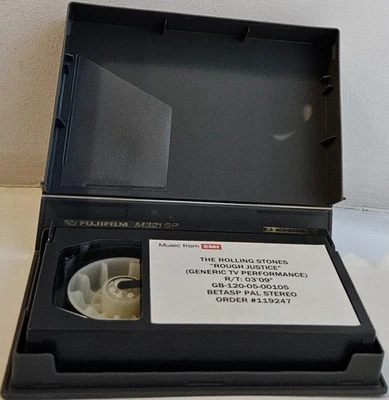 FUJIFILM M321SP
Music from EMI
THE ROLLING STONES
"ROUGH JUSTICE"
(GENERIC TV PERFORMANCE)
R/T: 03'09"
GB-120-05-00105
BETASP PAL STEREO
ORDER #119247